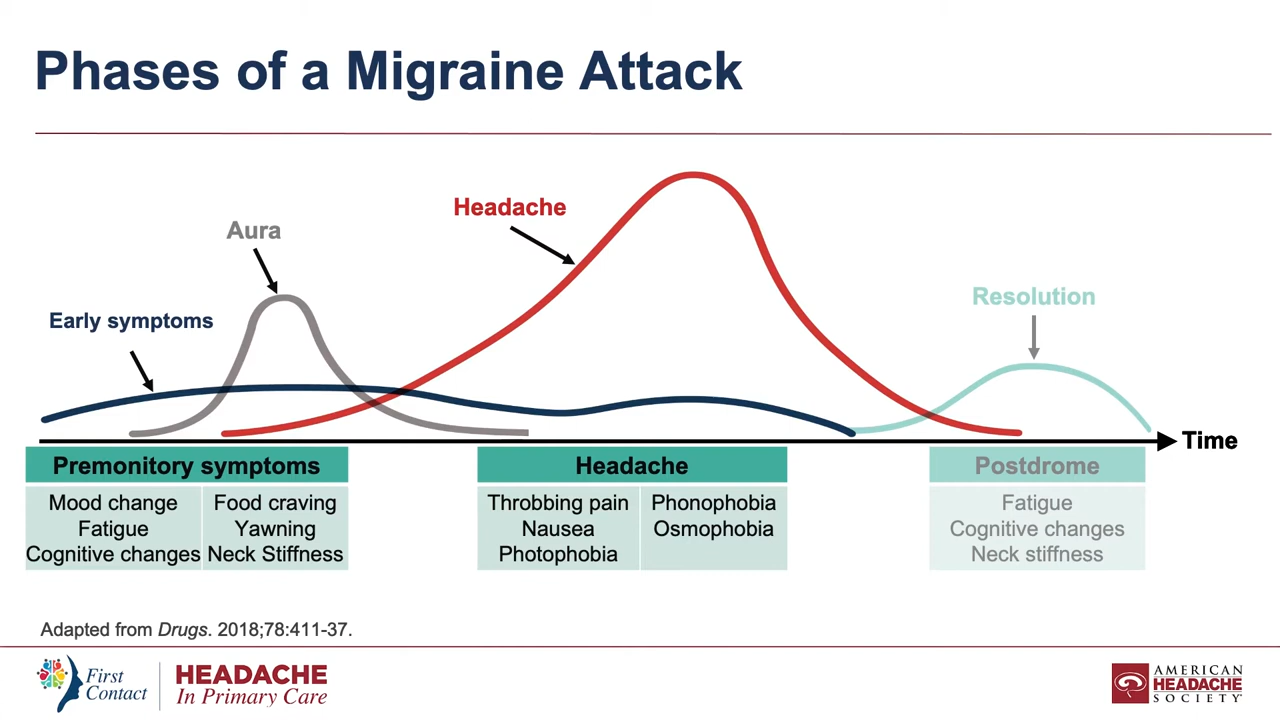 Phases of a Migraine Attack
Headache
Aura
Resolution
Early symptoms
Time
Premonitory symptoms
Mood change
Fatigue
Cognitive changes
Food craving
Yawning
Neck Stiffness
Headache
Throbbing pain
Nausea
Photophobia
Phonophobia
Osmophobia
Postdrome
Fatigue
Cognitive changes
Neck stiffness
Adapted from Drugs. 2018;78:411-37.
First
Contact
HEADACHE
In Primary Care
AMERICAN
HEADACHE
SOCIETY